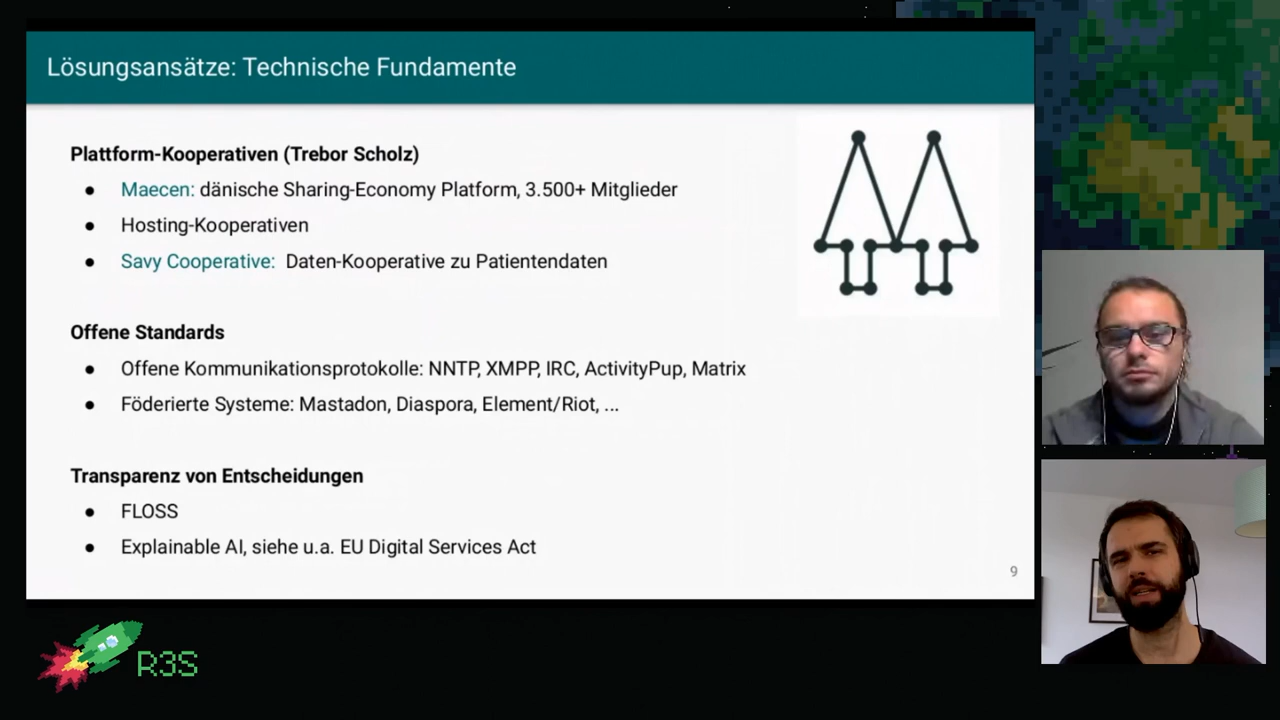 Lösungsansätze: Technische Fundamente
Plattform-Kooperativen (Trebor Scholz)
● Maecen: dänische Sharing-Economy Platform, 3.500+ Mitglieder
● Hosting-Kooperativen
● Savy Cooperative: Daten-Kooperative zu Patientendaten
Offene Standards
● Offene Kommunikationsprotokolle: NNTP, XMPP, IRC, ActivityPup, Matrix
● Föderierte Systeme: Mastadon, Diaspora, Element/Riot, ...
Transparenz von Entscheidungen
● FLOSS
● Explainable AI, siehe u.a. EU Digital Services Act
9
R3S